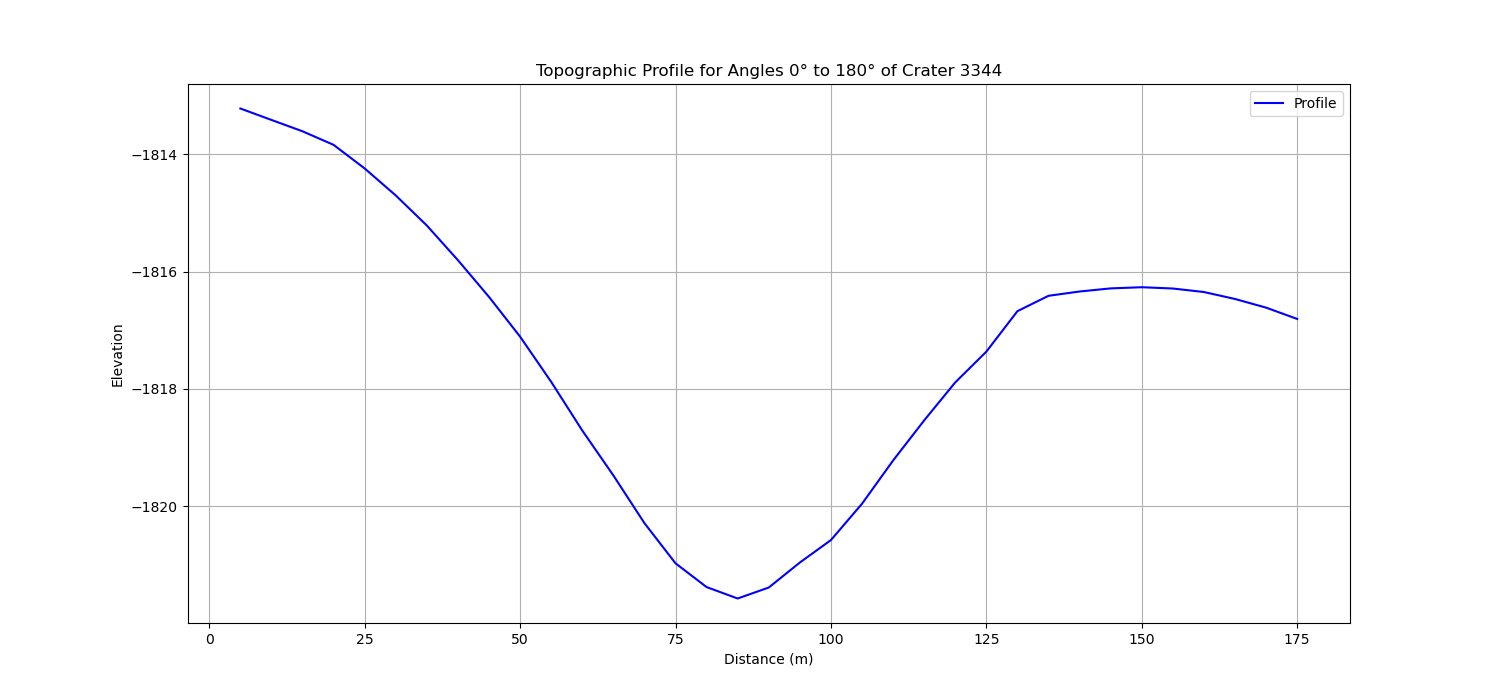 Topographic Profile for Angles 0° to 180° of Crater 3344
Profile
−1814
−1816
−1818
−1820
Elevation
0 25 50 75 100 125 150 175
Distance (m)